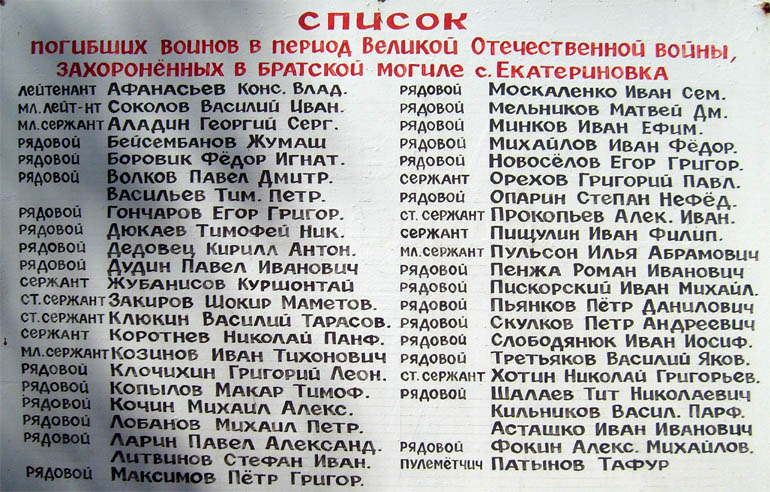 СПИСОК
ПОГИБШИХ ВОИНОВ В ПЕРИОД ВЕЛИКОЙ ОТЕЧЕСТВЕННОЙ ВОЙНЫ,
ЗАХОРОНЁННЫХ В БРАТСКОЙ МОГИЛЕ С. ЕКАТЕРИНОВКА
ЛЕЙТЕНАНТ АФАНАСЬЕВ КОНС. ВЛАД.
МЛ. ЛЕЙТ-НТ СОКОЛОВ ВАСИЛИЙ ИВАН.
МЛ. СЕРЖАНТ АЛАДИН ГЕОРГИЙ СЕРГ.
РЯДОВОЙ БЕЙСЕМБАНОВ ЖУМАШ
РЯДОВОЙ БОРОВИК ФЁДОР ИГНАТ.
РЯДОВОЙ ВОЛКОВ ПАВЕЛ ДМИТР.
ВАСИЛЬЕВ ТИМ. ПЕТР.
РЯДОВОЙ ГОНЧАРОВ ЕГОР ГРИГОР.
РЯДОВОЙ ДЮКАЕВ ТИМОФЕЙ НИК.
РЯДОВОЙ ДЕДОВЕЦ КИРИЛЛ АНТОН.
РЯДОВОЙ ДУДИН ПАВЕЛ ИВАНОВИЧ
СЕРЖАНТ ЖУБАНИСОВ КУРШОНТАЙ
СТ. СЕРЖАНТ ЗАКИРОВ ШОКИР МАМЕТОВ.
СТ. СЕРЖАНТ КЛЮКИН ВАСИЛИЙ ТАРАСОВ.
СЕРЖАНТ КОРОТНЕВ НИКОЛАЙ ПАНФ.
МЛ. СЕРЖАНТ КОЗИНОВ ИВАН ТИХОНОВИЧ
РЯДОВОЙ КЛОЧИХИН ГРИГОРИЙ ЛЕОН.
РЯДОВОЙ КОПЫЛОВ МАКАР ТИМОФ.
РЯДОВОЙ КОЧИН МИХАИЛ АЛЕКС.
РЯДОВОЙ ЛОБАНОВ МИХАИЛ ПЕТР.
РЯДОВОЙ ЛАРИН ПАВЕЛ АЛЕКСАНД.
ЛИТВИНОВ СТЕФАН ИВАН.
РЯДОВОЙ МАКСИМОВ ПЁТР ГРИГОР.
РЯДОВОЙ МОСКАЛЕНКО ИВАН СЕМ.
РЯДОВОЙ МЕЛЬНИКОВ МАТВЕЙ ДМ.
РЯДОВОЙ МИНКОВ ИВАН ЕФИМ.
РЯДОВОЙ МИХАЙЛОВ ИВАН ФЁДОР.
РЯДОВОЙ НОВОСЁЛОВ ЕГОР ГРИГОР.
СЕРЖАНТ ОРЕХОВ ГРИГОРИЙ ПАВЛ.
РЯДОВОЙ ОПАРИН СТЕПАН НЕФЁД.
СТ. СЕРЖАНТ ПРОКОПЬЕВ АЛЕК. ИВАН.
СЕРЖАНТ ПИЩУЛИН ИВАН ФИЛИП.
МЛ. СЕРЖАНТ ПУЛЬСОН ИЛЬЯ АБРАМОВИЧ
РЯДОВОЙ ПЕНЖА РОМАН ИВАНОВИЧ
РЯДОВОЙ ПИСКОРСКИЙ ИВАН МИХАИЛ.
РЯДОВОЙ ПЬЯНКОВ ПЁТР ДАНИЛОВИЧ
РЯДОВОЙ СКУЛКОВ ПЕТР АНДРЕЕВИЧ
РЯДОВОЙ СЛОБОДЯНЮК ИВАН ИОСИФ.
РЯДОВОЙ ТРЕТЬЯКОВ ВАСИЛИЙ ЯКОВ.
СТ. СЕРЖАНТ ХОТИН НИКОЛАЙ ГРИГОРЬЕВ.
РЯДОВОЙ ШАЛАЕВ ТИТ НИКОЛАЕВИЧ
КИЛЬНИКОВ ВАСИЛ. ПАРФ.
АСТАШКО ИВАН ИВАНОВИЧ
РЯДОВОЙ ФОКИН АЛЕКС. МИХАЙЛОВ.
ПУЛЕМЁТЧИЧ ПАТЫНОВ ТАФУР